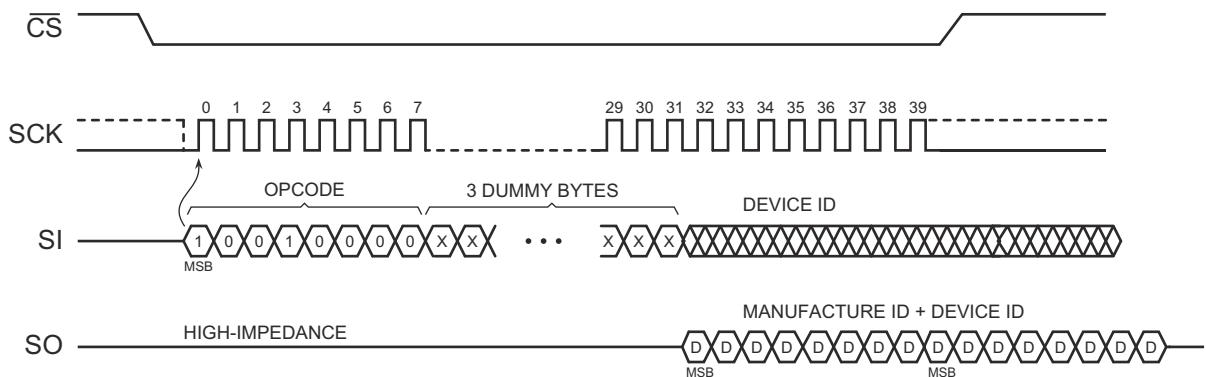 CS
0 1 2 3 4 5 6 7 29 30 31 32 33 34 35 36 37 38 39
SCK
OPCODE 3 DUMMY BYTES DEVICE ID
SI 1 0 0 1 0 0 0 0 X X • • • X X X
MSB
MANUFACTURE ID + DEVICE ID
HIGH-IMPEDANCE
SO D D D D D D D D D D D D D D D D
MSB MSB